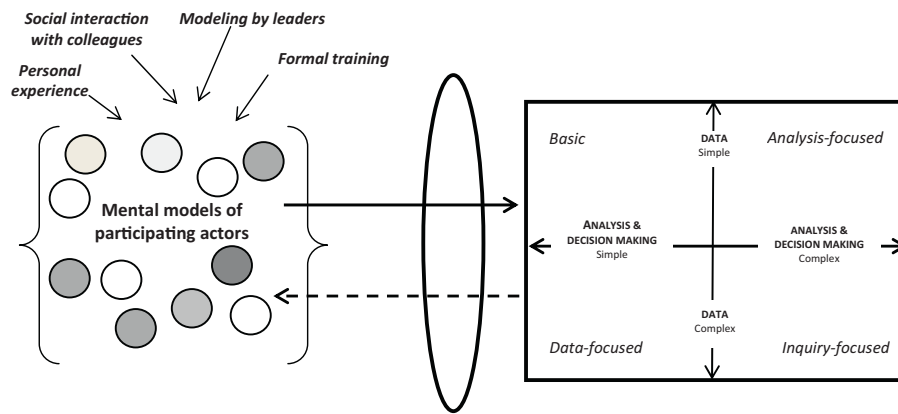 Social interaction
with colleagues
Modeling by leaders
Personal
experience
Formal training
Mental models of
participating actors
Basic
DATA
Simple
Analysis-focused
ANALYSIS &
DECISION MAKING
Simple
ANALYSIS &
DECISION MAKING
Complex
DATA
Complex
Data-focused
Inquiry-focused